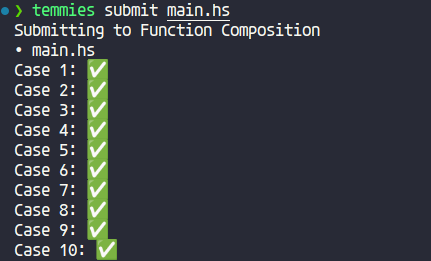 ❯ temmies submit main.hs
Submitting to Function Composition
• main.hs
Case 1: ✅
Case 2: ✅
Case 3: ✅
Case 4: ✅
Case 5: ✅
Case 6: ✅
Case 7: ✅
Case 8: ✅
Case 9: ✅
Case 10: ✅